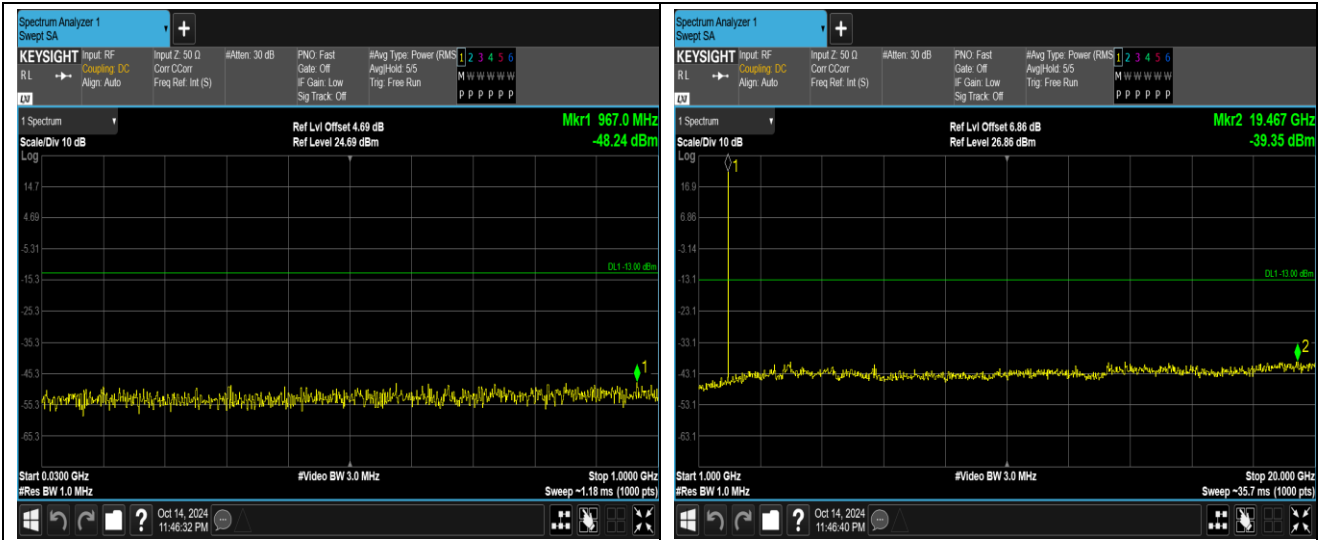 Spectrum Analyzer 1
Swept SA
+
KEYSIGHT Input: RF Input Z: 50 Ω #Atten: 30 dB PNO: Fast #Avg Type: Power (RMS 1 2 3 4 5 6
RL Coupling: DC Corr CCorr Gate: Off Avg|Hold: 5/5 M W W W W W
Align: Auto Freq Ref: Int (S) IF Gain: Low Trig: Free Run
Sig Track: Off P P P P P P
LXI
1 Spectrum
Ref Lvl Offset 4.69 dB
Mkr1 967.0 MHz
Scale/Div 10 dB
Ref Level 24.69 dBm
-48.24 dBm
Log
14.7
4.69
-5.31
DL1 -13.00 dBm
-15.3
-25.3
-35.3
-45.3
1
-55.3
-65.3
Start 0.0300 GHz #Video BW 3.0 MHz Stop 1.0000 GHz
#Res BW 1.0 MHz Sweep ~1.18 ms (1000 pts)
?
Oct 14, 2024
11:46:32 PM
Spectrum Analyzer 1
Swept SA
+
KEYSIGHT Input: RF Input Z: 50 Ω #Atten: 30 dB PNO: Fast #Avg Type: Power (RMS 1 2 3 4 5 6
RL Coupling: DC Corr CCorr Gate: Off Avg|Hold: 5/5 M W W W W W
Align: Auto Freq Ref: Int (S) IF Gain: Low Trig: Free Run
Sig Track: Off P P P P P P
LXI
1 Spectrum
Ref Lvl Offset 6.86 dB
Mkr2 19.467 GHz
Scale/Div 10 dB
Ref Level 26.86 dBm
-39.35 dBm
Log
1
16.9
6.86
-3.14
DL1 -13.00 dBm
-13.1
-23.1
-33.1
2
-43.1
-53.1
-63.1
Start 1.000 GHz #Video BW 3.0 MHz Stop 20.000 GHz
#Res BW 1.0 MHz Sweep ~35.7 ms (1000 pts)
?
Oct 14, 2024
11:46:40 PM